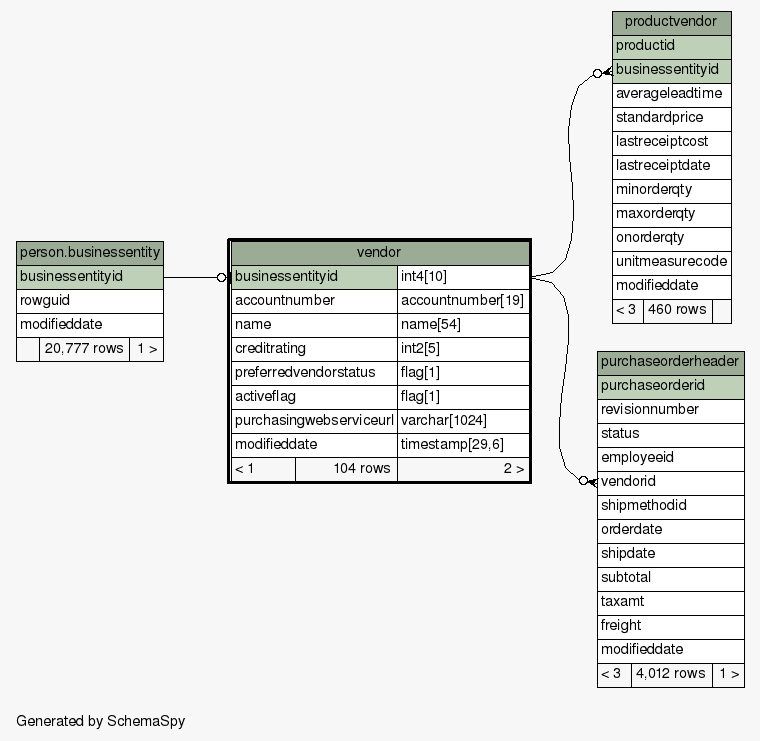 productvendor
productid
businessentityid
averageleadtime
standardprice
lastreceiptcost
lastreceiptdate
minorderqty
maxorderqty
onorderqty
unitmeasurecode
modifieddate
< 3 460 rows
person.businessentity
businessentityid
rowguid
modifieddate
20,777 rows 1 >
vendor
businessentityid int4[10]
accountnumber accountnumber[19]
name name[54]
creditrating int2[5]
preferredvendorstatus flag[1]
activeflag flag[1]
purchasingwebserviceurl varchar[1024]
modifieddate timestamp[29,6]
< 1 104 rows 2 >
purchaseorderheader
purchaseorderid
revisionnumber
status
employeeid
vendorid
shipmethodid
orderdate
shipdate
subtotal
taxamt
freight
modifieddate
< 3 4,012 rows 1 >
Generated by SchemaSpy